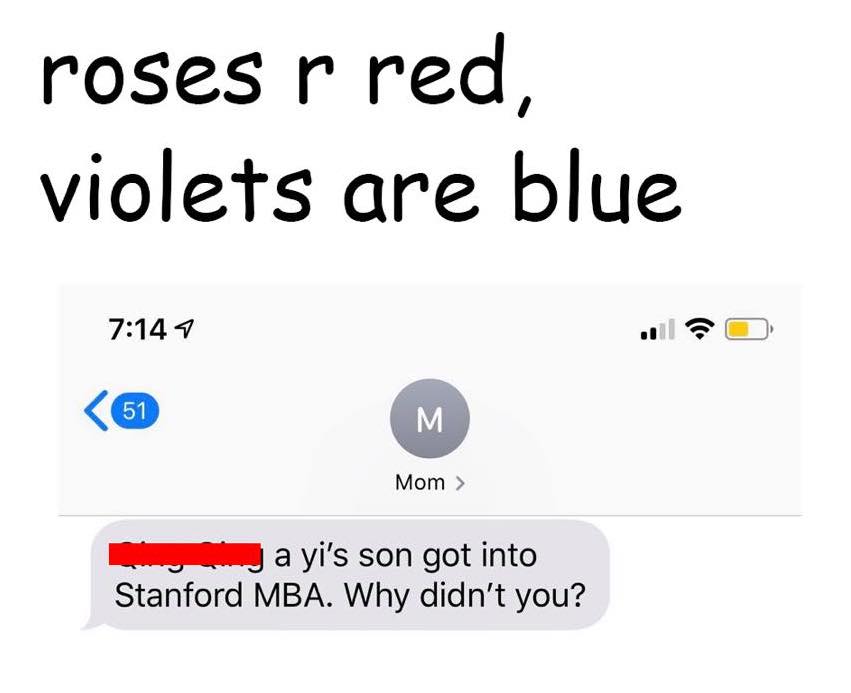 roses r red,
violets are blue
7:14
51
M
Mom
a yi's son got into
Stanford MBA. Why didn't you?